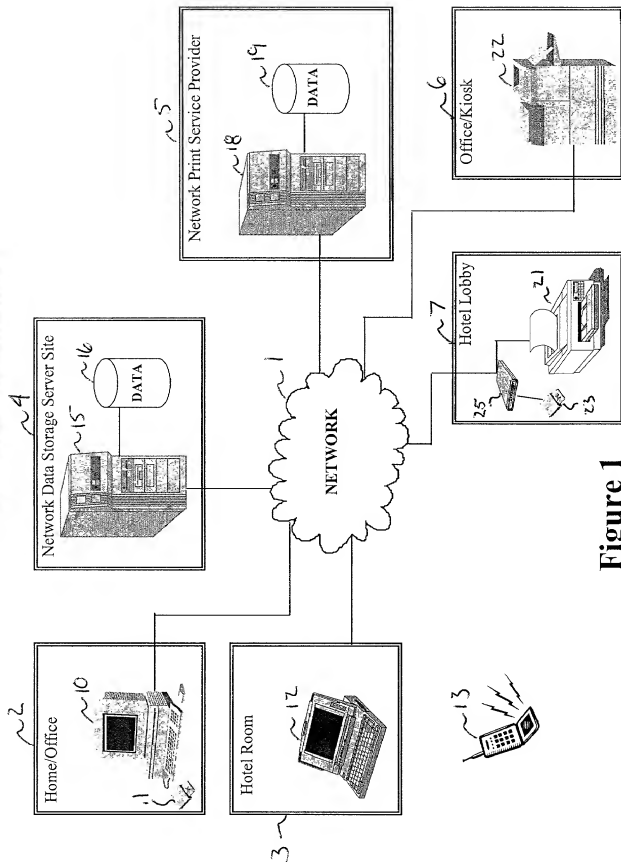 Home/Office
2
10
11
Hotel Room
3
12
13
Network Data Storage Server Site
4
15
16
DATA
NETWORK
1
Network Print Service Provider
5
18
19
DATA
Hotel Lobby
7
21
25
23
Office/Kiosk
6
22
Figure 1